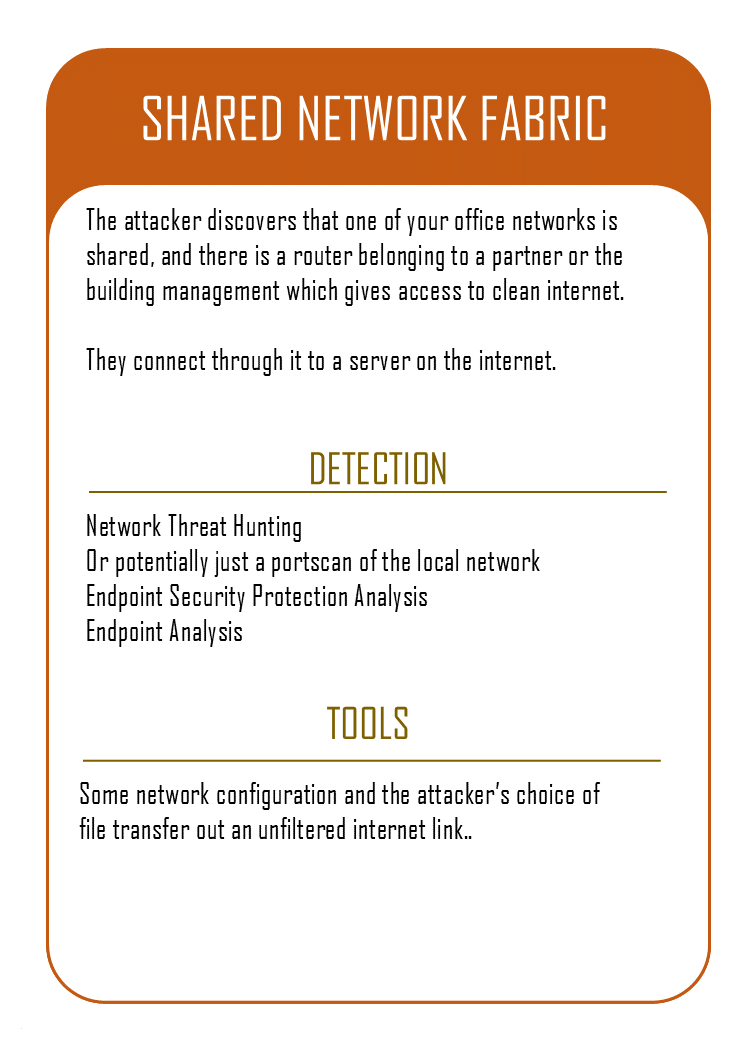 SHARED NETWORK FABRIC
The attacker discovers that one of your office networks is
shared, and there is a router belonging to a partner or the
building management which gives access to clean internet.
They connect through it to a server on the internet.
DETECTION
Network Threat Hunting
Or potentially just a portscan of the local network
Endpoint Security Protection Analysis
Endpoint Analysis
TOOLS
Some network configuration and the attacker’s choice of
file transfer out an unfiltered internet link..